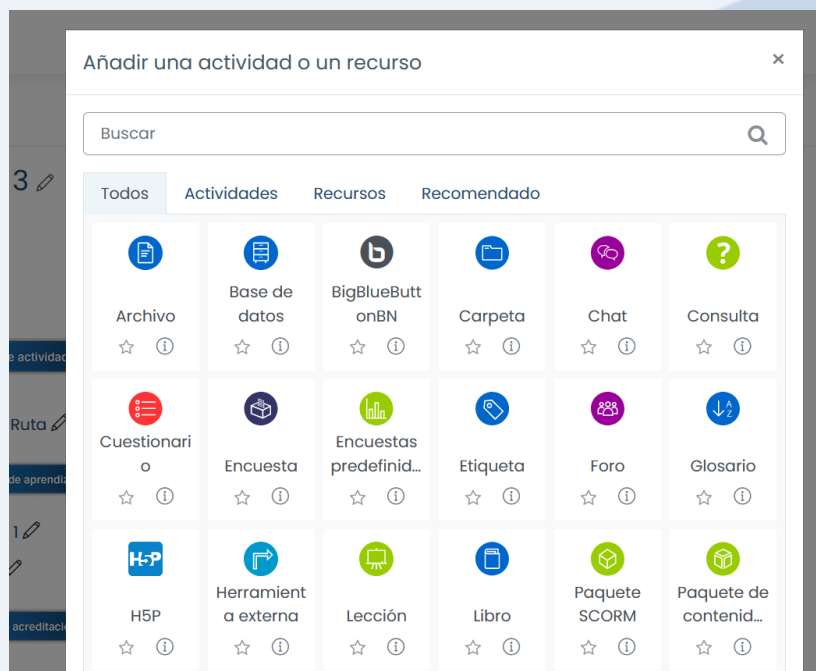 Añadir una actividad o un recurso
Buscar
3
Todos Actividades Recursos Recomendado
Archivo
Base de
datos
BigBlueButt
onBN
Carpeta
Chat
Consulta
e actividad
Ruta
Cuestionari
o
Encuesta
Encuestas
predefinid...
Etiqueta
Foro
Glosario
de aprendiz
1
H5P
H5P
Herramient
a externa
Lección
Libro
Paquete
SCORM
Paquete de
contenid...
acreditació